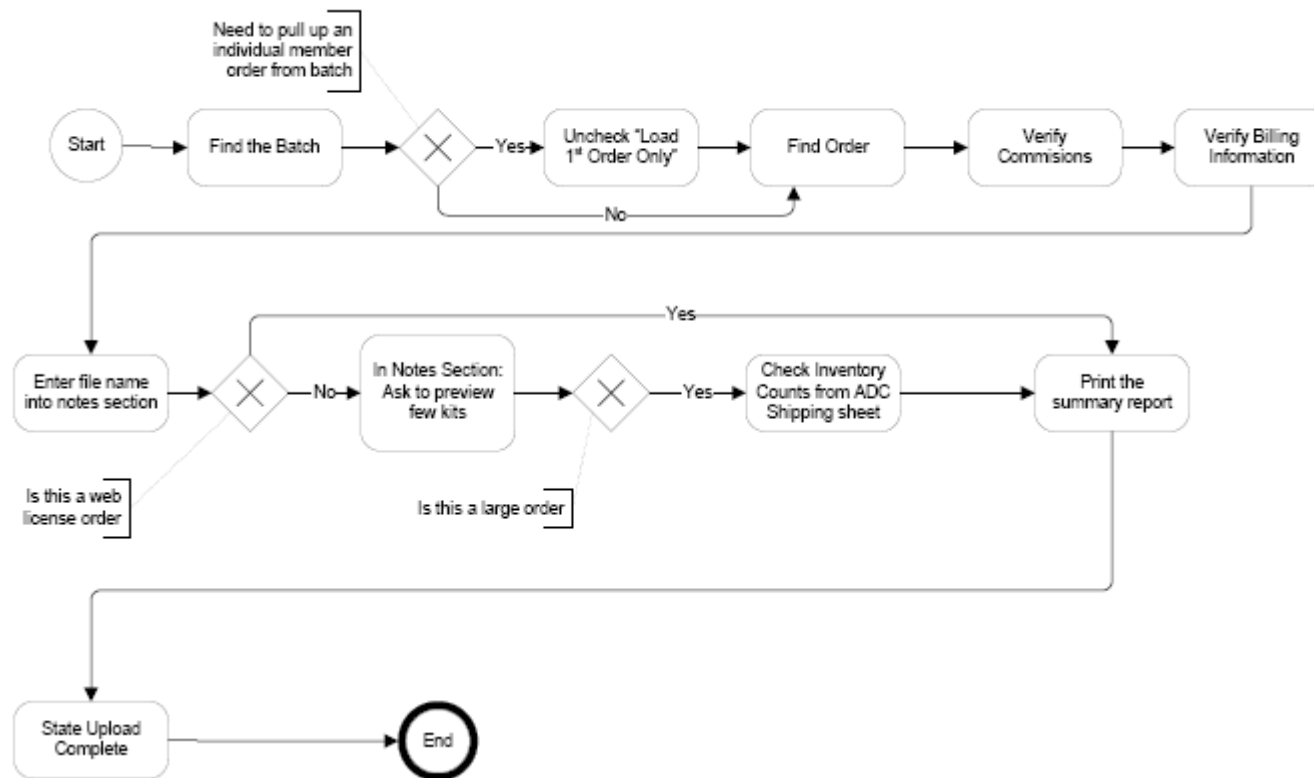 Need to pull up an
individual member
order from batch
Start
Find the Batch
Yes
Uncheck “Load
1st Order Only”
Find Order
Verify
Commisions
Verify Billing
Information
No
Yes
Enter file name
into notes section
No
In Notes Section:
Ask to preview
few kits
Yes
Check Inventory
Counts from ADC
Shipping sheet
Print the
summary report
Is this a web
license order
Is this a large order
State Upload
Complete
End